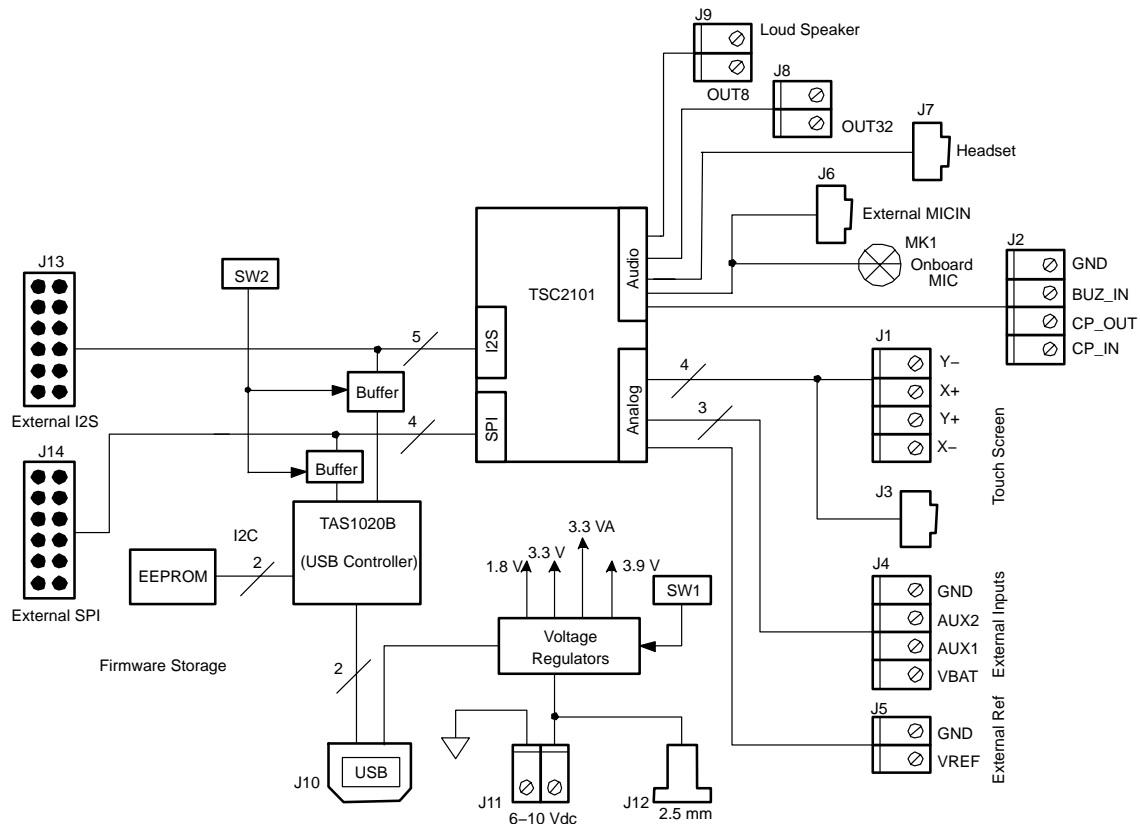 J9
Loud Speaker
OUT8
J8
OUT32
J7
Headset
J6
External MICIN
MK1
Onboard
MIC
J2
GND
BUZ_IN
CP_OUT
CP_IN
J13
External I2S
SW2
5
I2S
TSC2101
Audio
Analog
SPI
Buffer
4
Buffer
J14
External SPI
4
3
J1
Y–
X+
Y+
X–
Touch Screen
J3
TAS1020B
(USB Controller)
I2C
2
EEPROM
Firmware Storage
1.8 V
3.3 V
3.3 VA
3.9 V
SW1
Voltage
Regulators
J4
GND
AUX2
AUX1
VBAT
External Inputs
J5
GND
VREF
External Ref
2
J10
USB
J11
6–10 Vdc
J12
2.5 mm